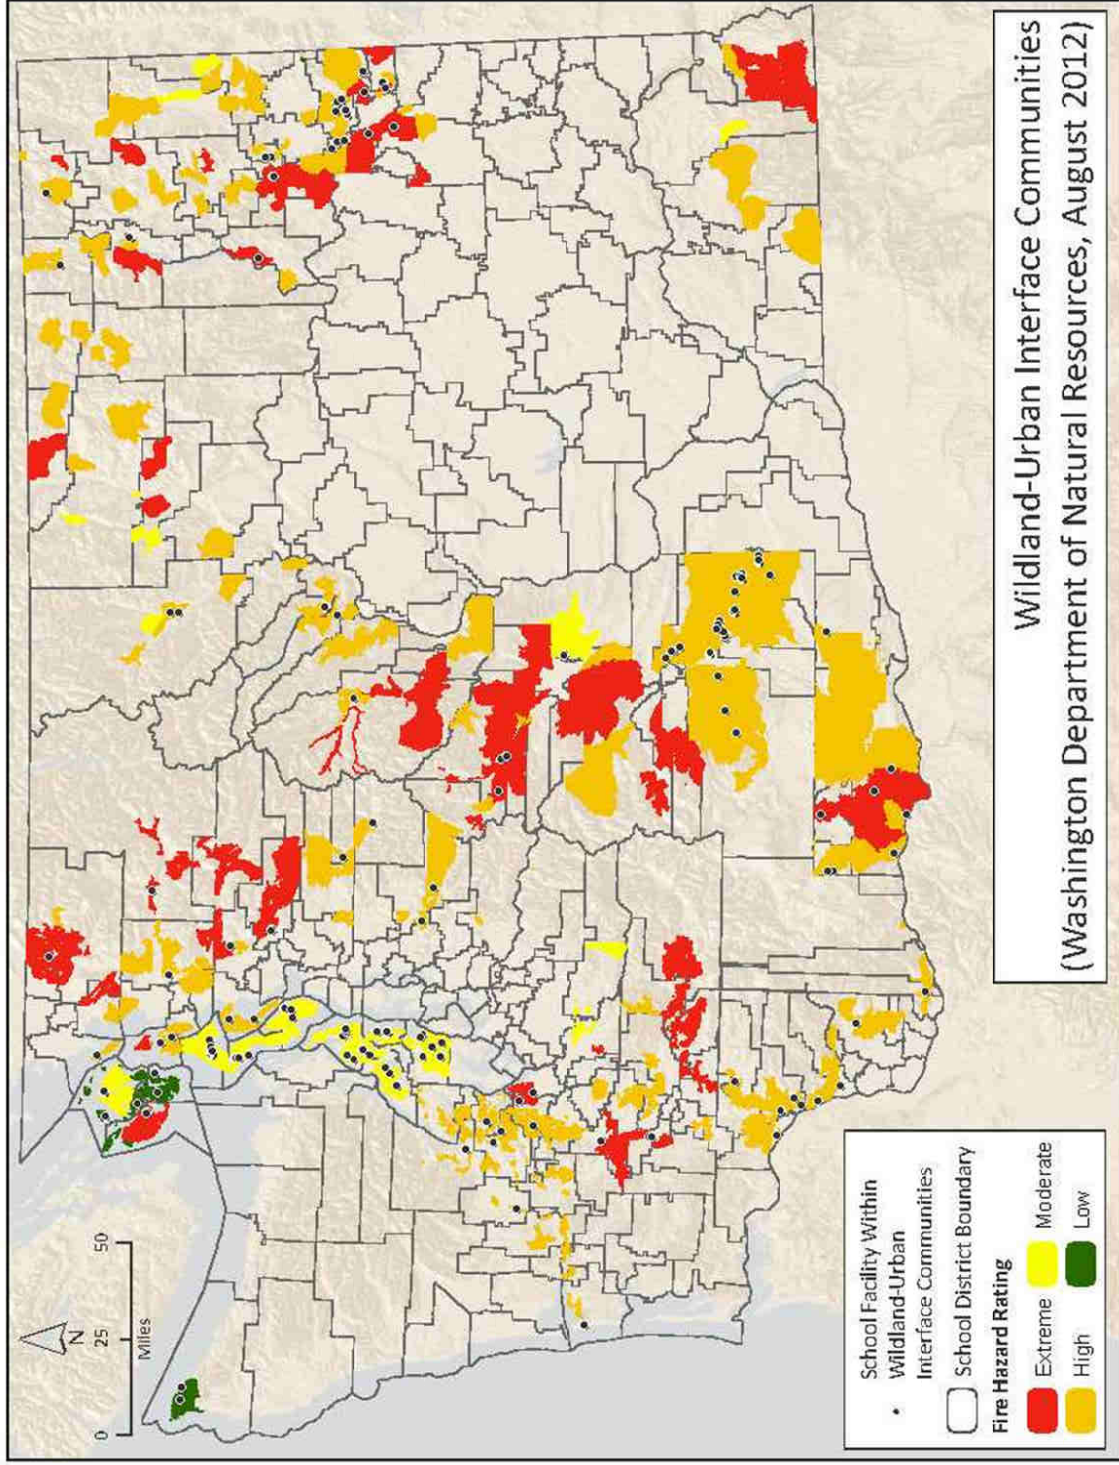 Wildland-Urban Interface Communities
(Washington Department of Natural Resources, August 2012)
N
0 25 50
Miles
School Facility Within
Wildland-Urban
Interface Communities
School District Boundary
Fire Hazard Rating
Extreme Moderate
High Low